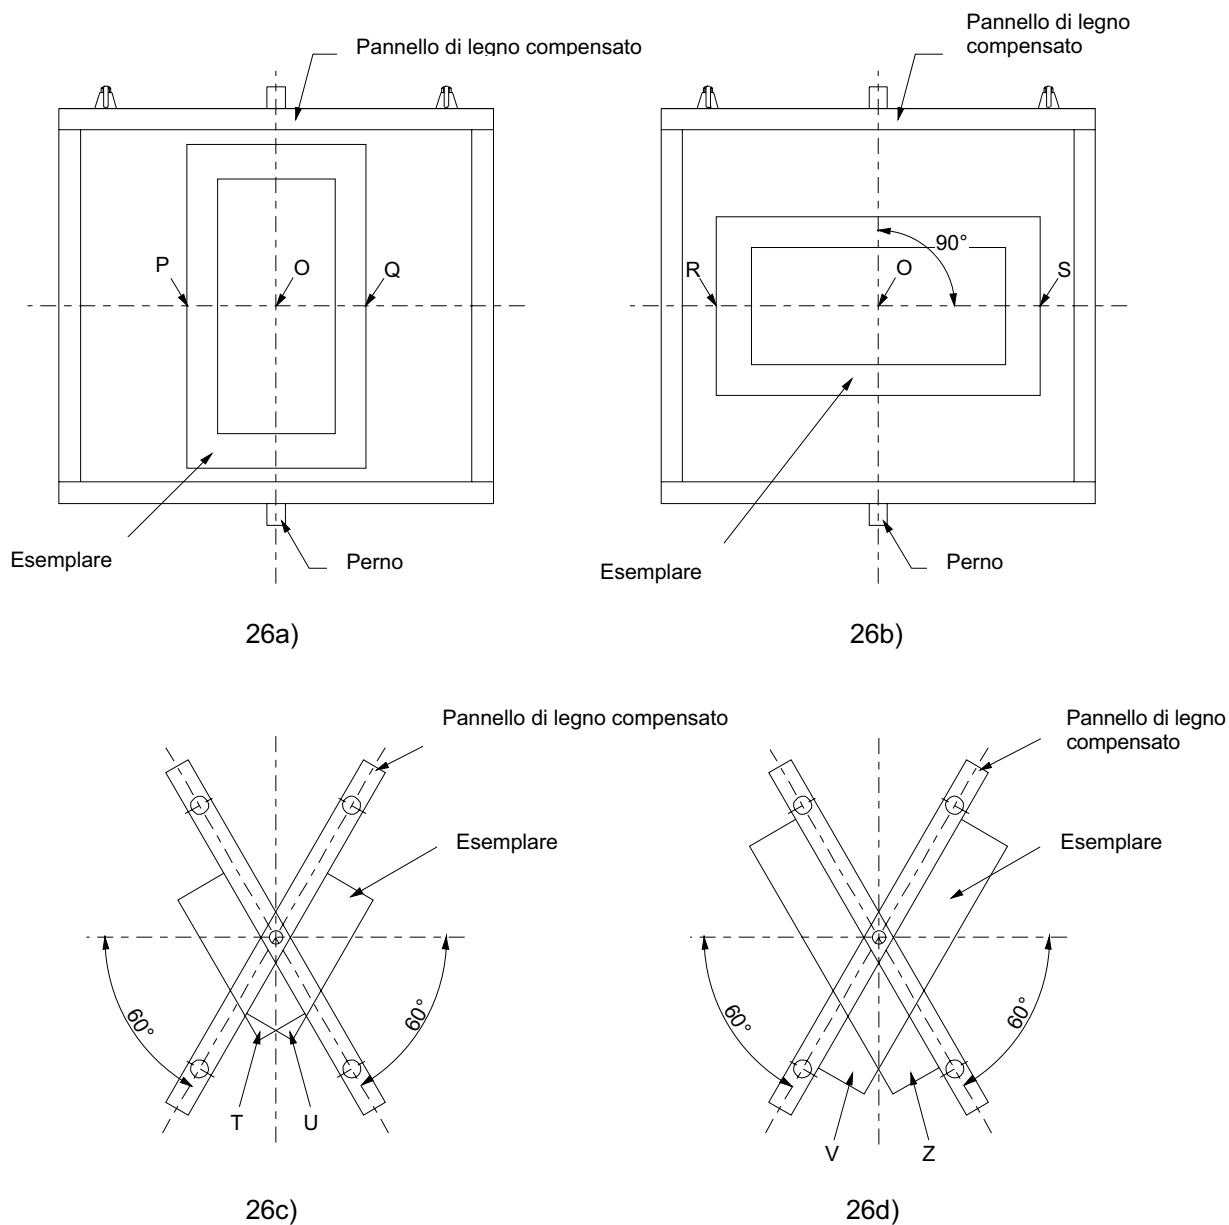 Pannello di legno compensato
P
O
Q
Esemplare
Perno
26a)
Pannello di legno
compensato
90°
R
O
S
Esemplare
Perno
26b)
Pannello di legno compensato
Esemplare
60°
60°
T
U
26c)
Pannello di legno
compensato
Esemplare
60°
60°
V
Z
26d)